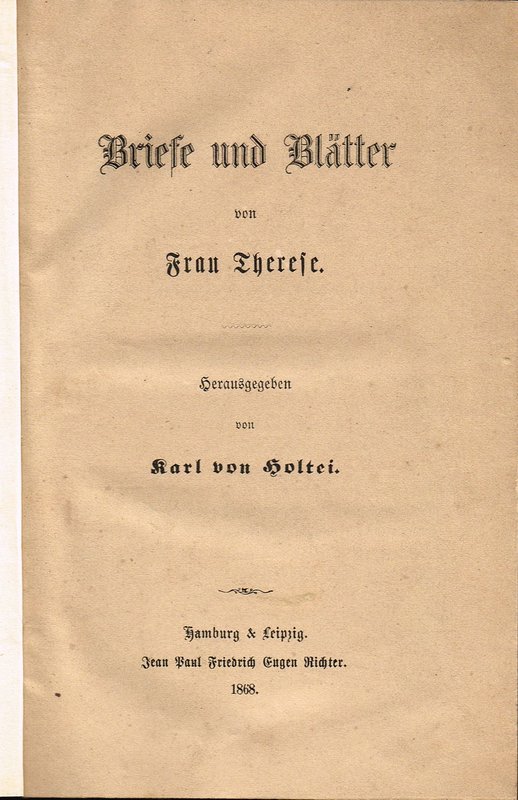 Briefe und Blätter
von
Frau Therese.
Herausgegeben
von
Karl von Holtei.
Hamburg & Leipzig.
Jean Paul Friedrich Eugen Richter.
1868.